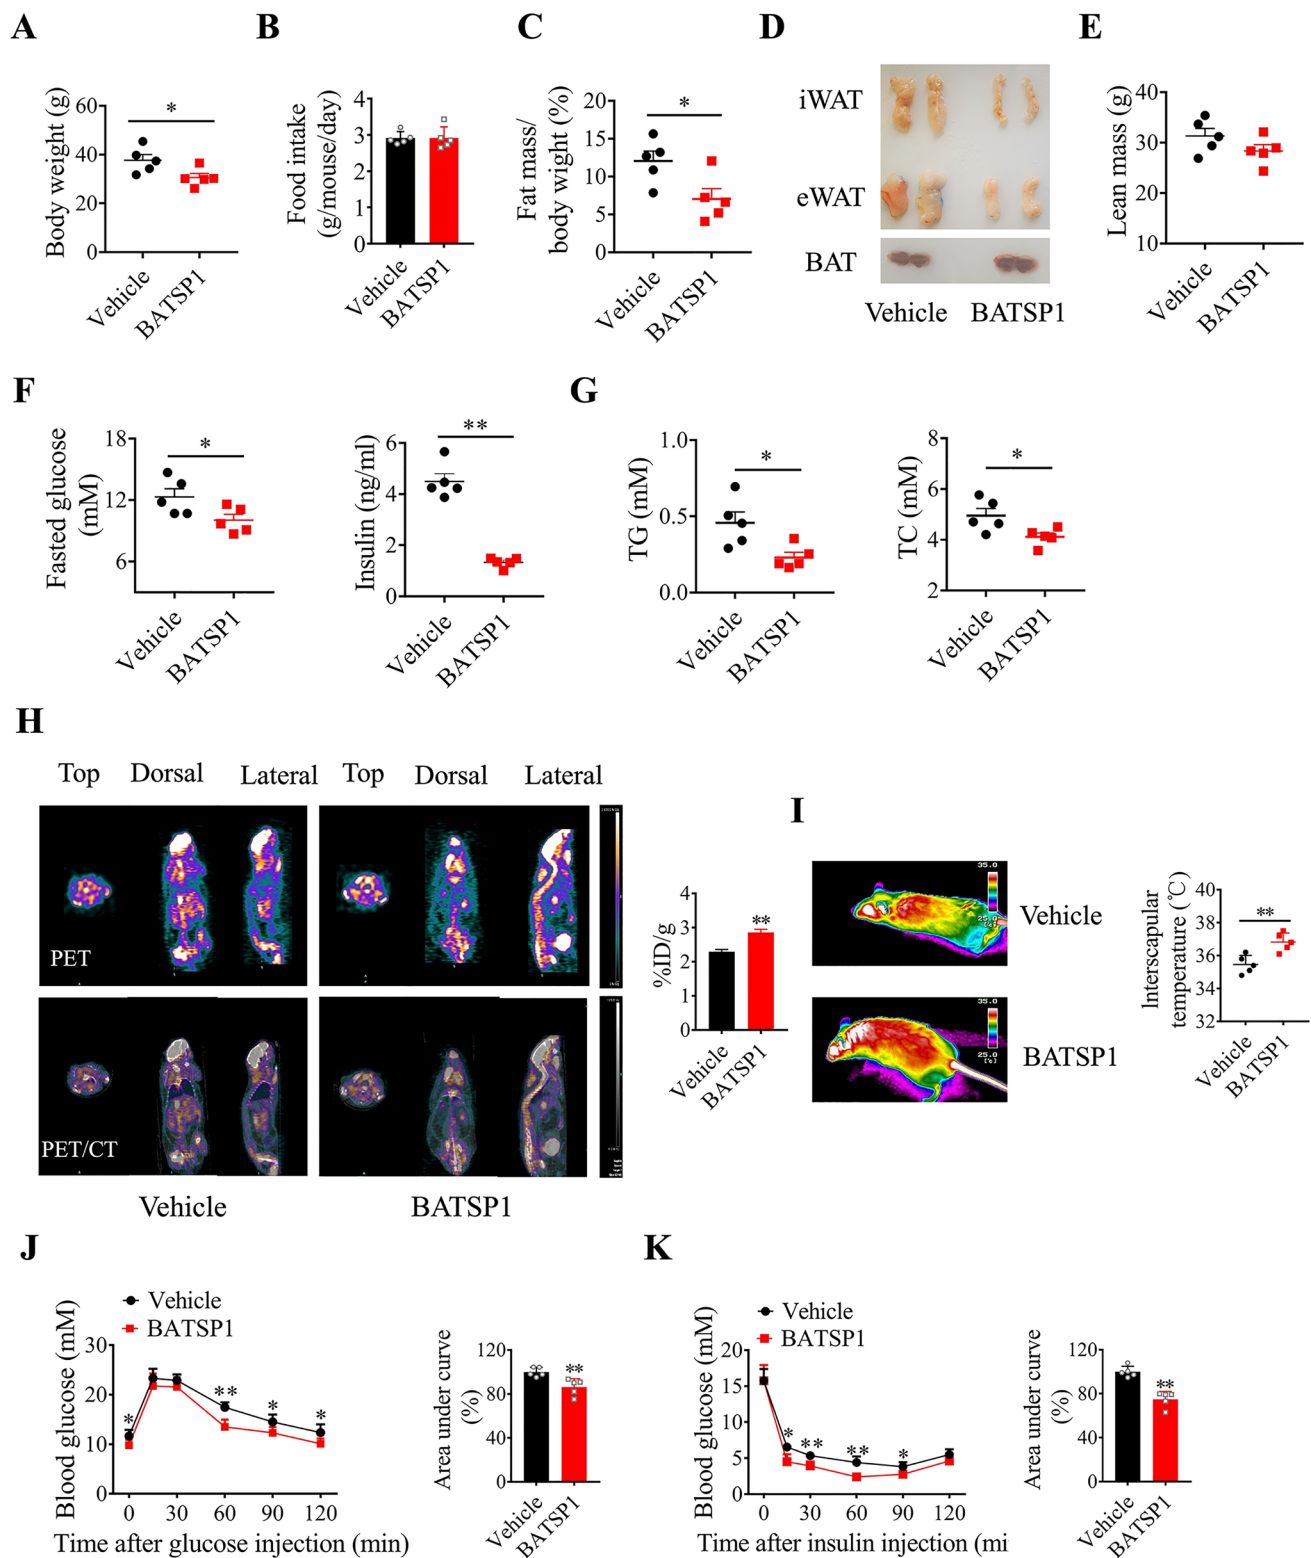 A
B
C
D
E
Body weight (g)
60
40
20
0
*
Vehicle
BATSP1
Food intake
(g/mouse/day)
4
3
2
1
0
Vehicle
BATSP1
Fat mass/
body wight (%)
20
15
10
5
0
*
Vehicle
BATSP1
iWAT
eWAT
BAT
Vehicle BATSP1
Lean mass (g)
40
30
20
10
Vehicle
BATSP1
F
G
Fasted glucose
(mM)
18
12
6
*
Vehicle
BATSP1
Insulin (ng/ml)
6
4
2
0
**
Vehicle
BATSP1
TG (mM)
1.0
0.5
0.0
*
Vehicle
BATSP1
TC (mM)
8
6
4
2
*
Vehicle
BATSP1
H
Top Dorsal Lateral Top Dorsal Lateral
PET
PET/CT
Vehicle BATSP1
%ID/g
4
3
2
1
0
**
Vehicle
BATSP1
I
35.0
25.0
[℃]
Vehicle
35.0
25.0
[℃]
BATSP1
Interscapular
temperature (℃)
40
38
36
34
32
**
Vehicle
BATSP1
J
Vehicle
BATSP1
Blood glucose (mM)
30
20
10
0
* ** * *
0 30 60 90 120
Time after glucose injection (min)
Area under curve
(%)
120
80
40
0
**
Vehicle
BATSP1
K
Vehicle
BATSP1
Blood glucose (mM)
20
15
10
5
0
* ** ** *
0 30 60 90 120
Time after insulin injection (mi
Area under curve
(%)
120
80
40
0
**
Vehicle
BATSP1